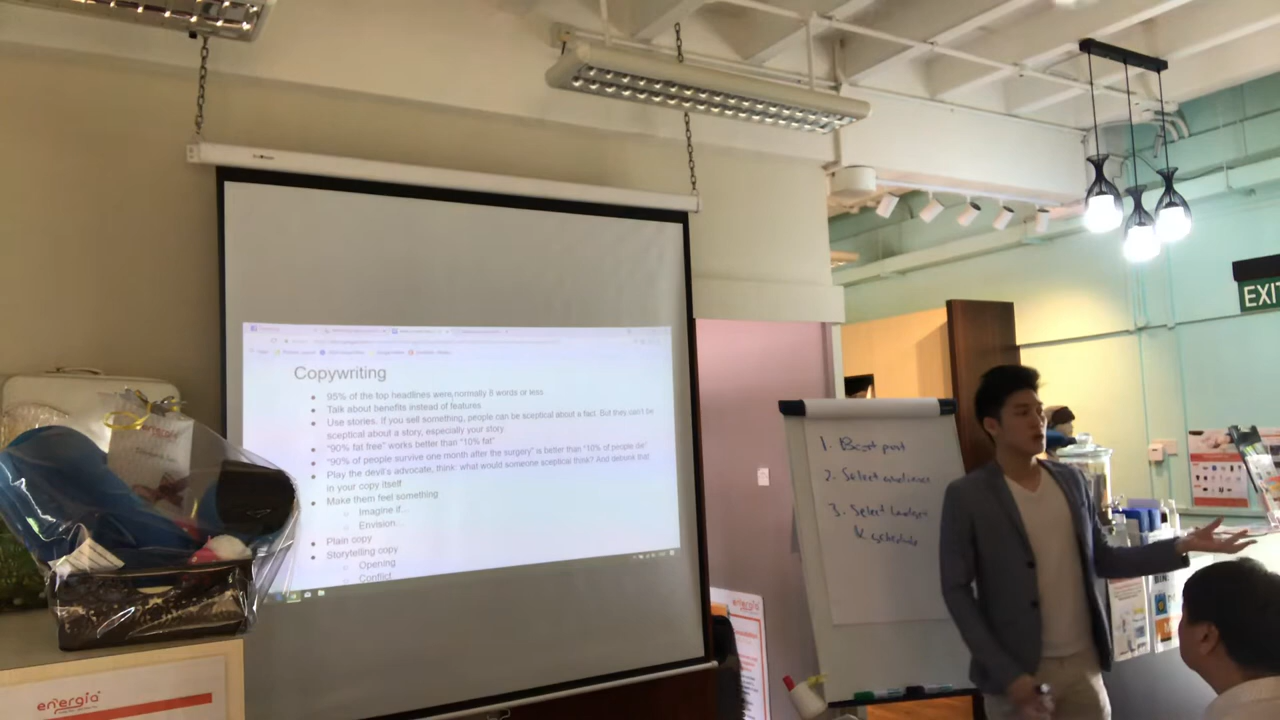 Copywriting
95% of the top headlines were normally 8 words or less
Talk about benefits instead of features
Use stories. If you sell something, people can be sceptical about a fact. But they can't be
sceptical about a story, especially your story
"90% fat free" works better than "10% fat"
"90% of people survive one month after the surgery" is better than "10% of people die"
Play the devil's advocate, think: what would someone sceptical think? And debunk that
in your copy itself
Make them feel something
Imagine if...
Envision...
Plain copy
Storytelling copy
Opening
Conflict
1. Boost post
2. Select audience
3. Select budget
& schedule
EXIT
energia
energia
BIN